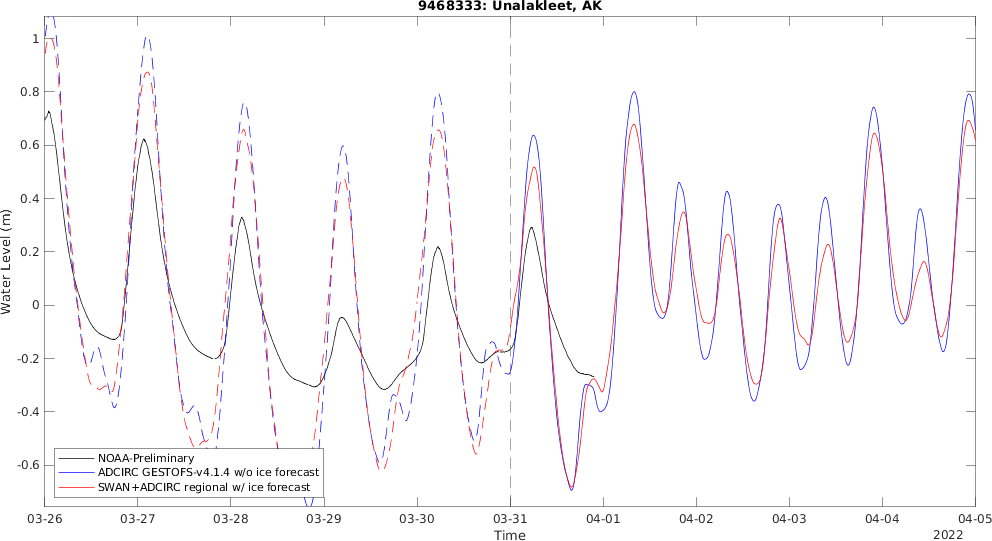 9468333: Unalakleet, AK
Water Level (m)
1
0.8
0.6
0.4
0.2
0
-0.2
-0.4
-0.6
NOAA-Preliminary
ADCIRC GESTOFS-v4.1.4 w/o ice forecast
SWAN+ADCIRC regional w/ ice forecast
03-26 03-27 03-28 03-29 03-30 03-31 04-01 04-02 04-03 04-04 04-05
Time
2022